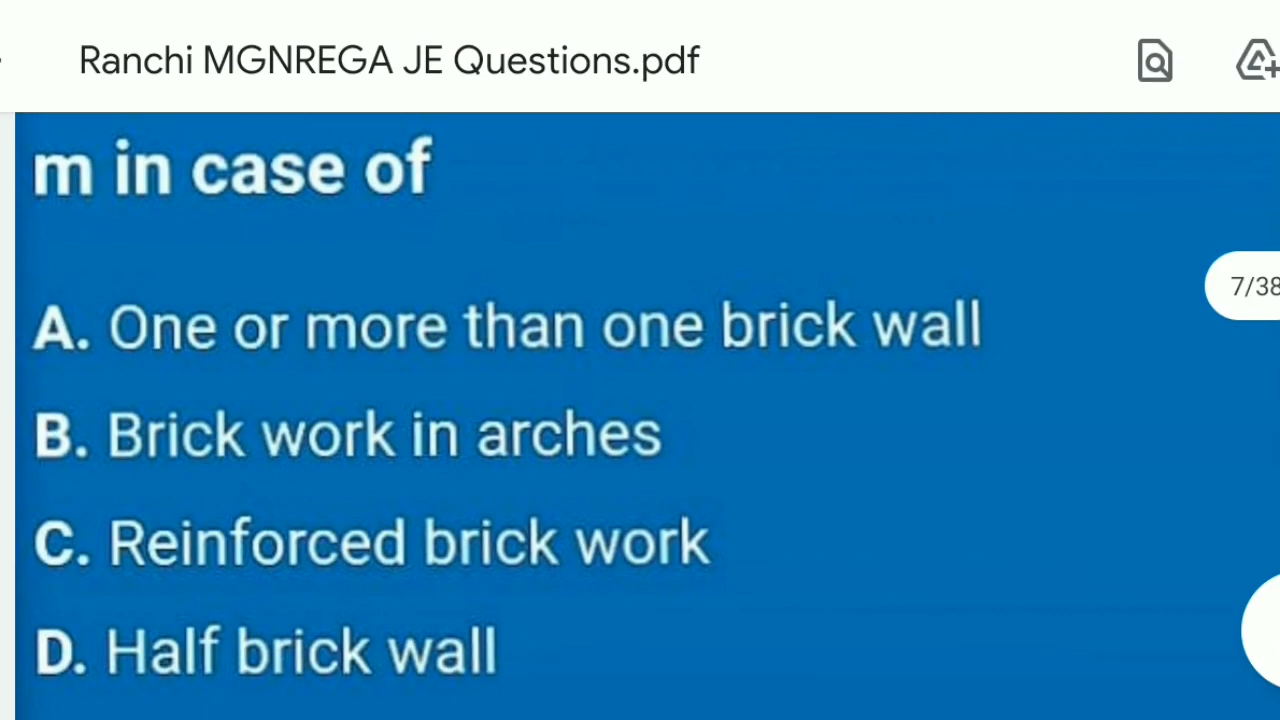 Ranchi MGNREGA JE Questions.pdf
m in case of
7/38
A. One or more than one brick wall
B. Brick work in arches
C. Reinforced brick work
D. Half brick wall